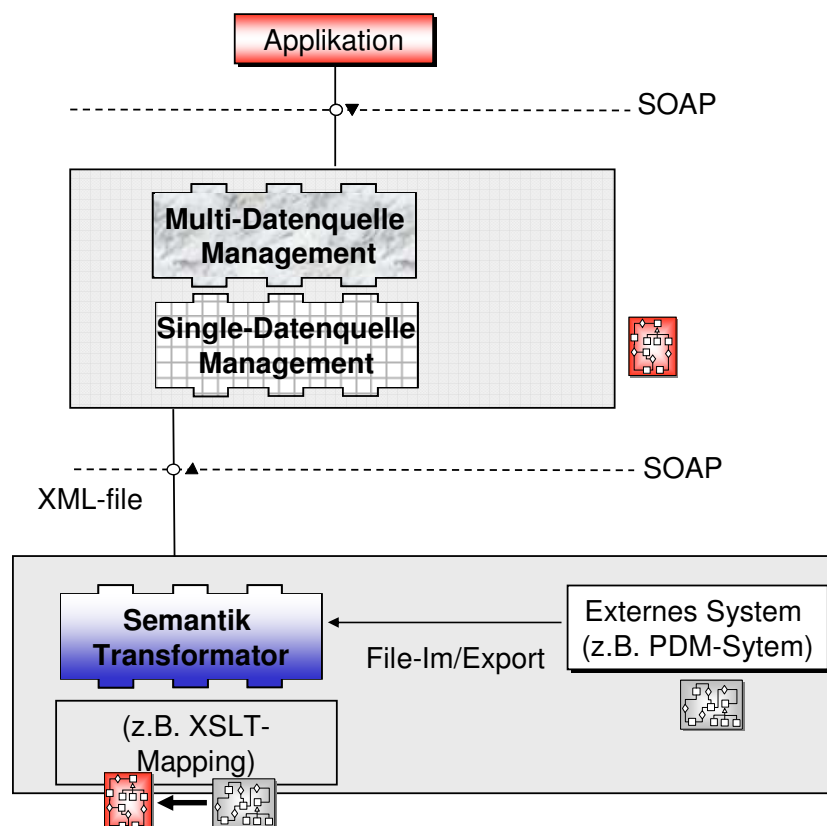 Applikation
SOAP
Multi-Datenquelle
Management
Single-Datenquelle
Management
SOAP
XML-file
Semantik
Transformator
File-Im/Export
Externes System
(z.B. PDM-Sytem)
(z.B. XSLT-
Mapping)